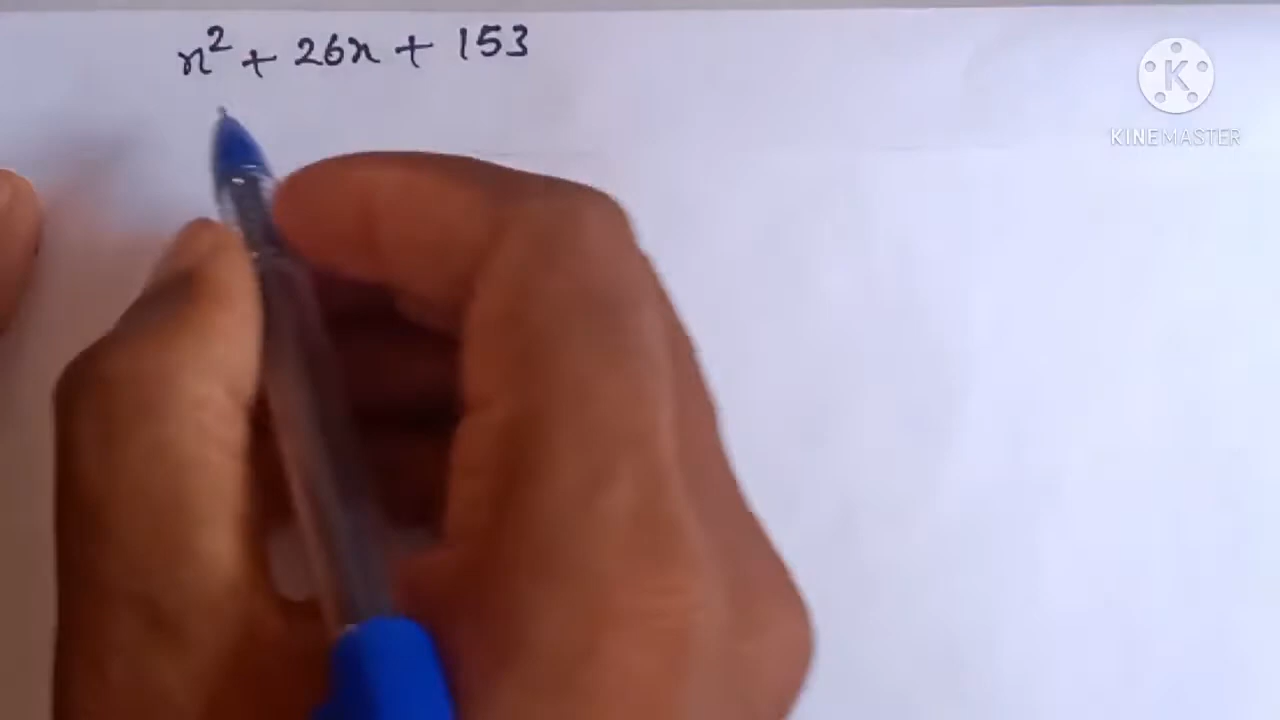 x² + 26x + 153
K
KINEMASTER